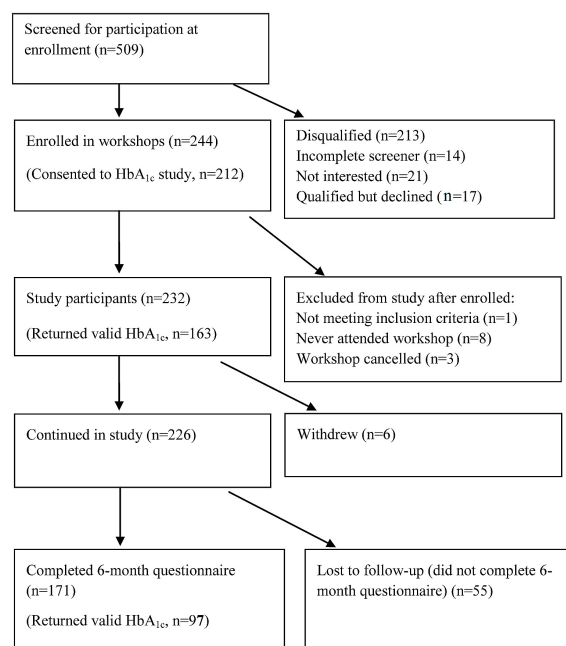 Screened for participation at
enrollment (n=509)
Enrolled in workshops (n=244)
(Consented to HbA1c study, n=212)
Disqualified (n=213)
Incomplete screener (n=14)
Not interested (n=21)
Qualified but declined (n=17)
Study participants (n=232)
(Returned valid HbA1c, n=163)
Excluded from study after enrolled:
Not meeting inclusion criteria (n=1)
Never attended workshop (n=8)
Workshop cancelled (n=3)
Continued in study (n=226)
Withdrew (n=6)
Completed 6-month questionnaire
(n=171)
(Returned valid HbA1c, n=97)
Lost to follow-up (did not complete 6-
month questionnaire) (n=55)